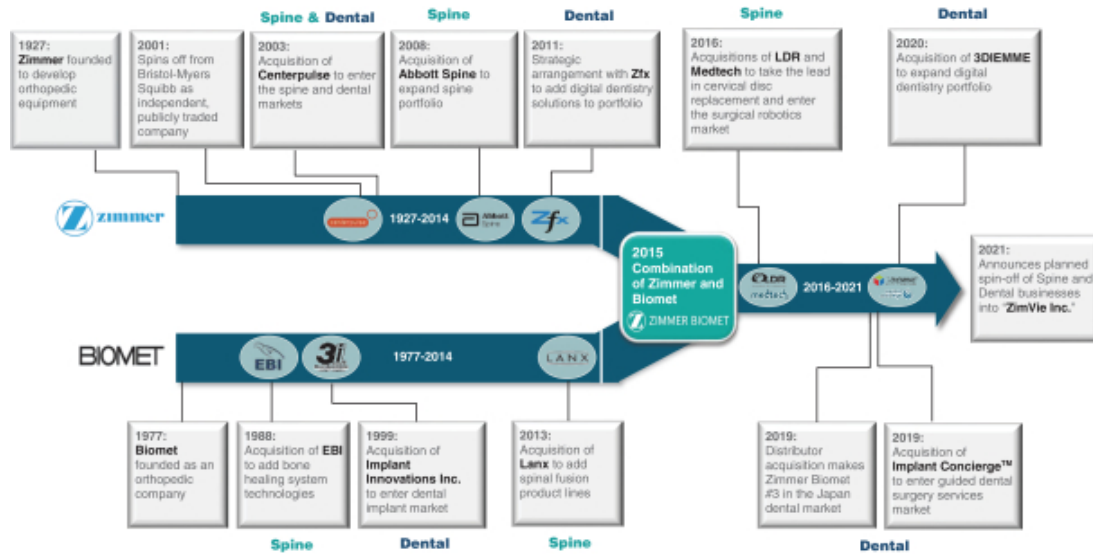 Spine & Dental
Spine
Dental
Spine
Dental
1927:
Zimmer founded
to develop
orthopedic
equipment
2001:
Spins off from
Bristol-Myers
Squibb as
independent,
publicly traded
company
2003:
Acquisition of
Centerpulse to enter
the spine and dental
markets
2008:
Acquisition of
Abbott Spine to
expand spine
portfolio
2011:
Strategic
arrangement with Zfx
to add digital dentistry
solutions to portfolio
2016:
Acquisitions of LDR and
Medtech to take the lead
in cervical disc
replacement and enter
the surgical robotics
market
2020:
Acquisition of 3DIEMME
to expand digital
dentistry portfolio
zimmer
1927-2014
Abbott
Spine
Zfx
2015
Combination
of Zimmer and
Biomet
ZIMMER BIOMET
LDR
medtech
2016-2021
2021:
Announces planned
spin-off of Spine and
Dental businesses
into "ZimVie Inc."
BIOMET
EBI
3i
1977-2014
LANX
1977:
Biomet
founded as an
orthopedic
company
1988:
Acquisition of EBI
to add bone
healing system
technologies
1999:
Acquisition of
Implant
Innovations Inc.
to enter dental
implant market
2013:
Acquisition of
Lanx to add
spinal fusion
product lines
2019:
Distributor
acquisition makes
Zimmer Biomet
#3 in the Japan
dental market
2019:
Acquisition of
Implant Concierge™
to enter guided dental
surgery services
market
Spine
Dental
Spine
Dental